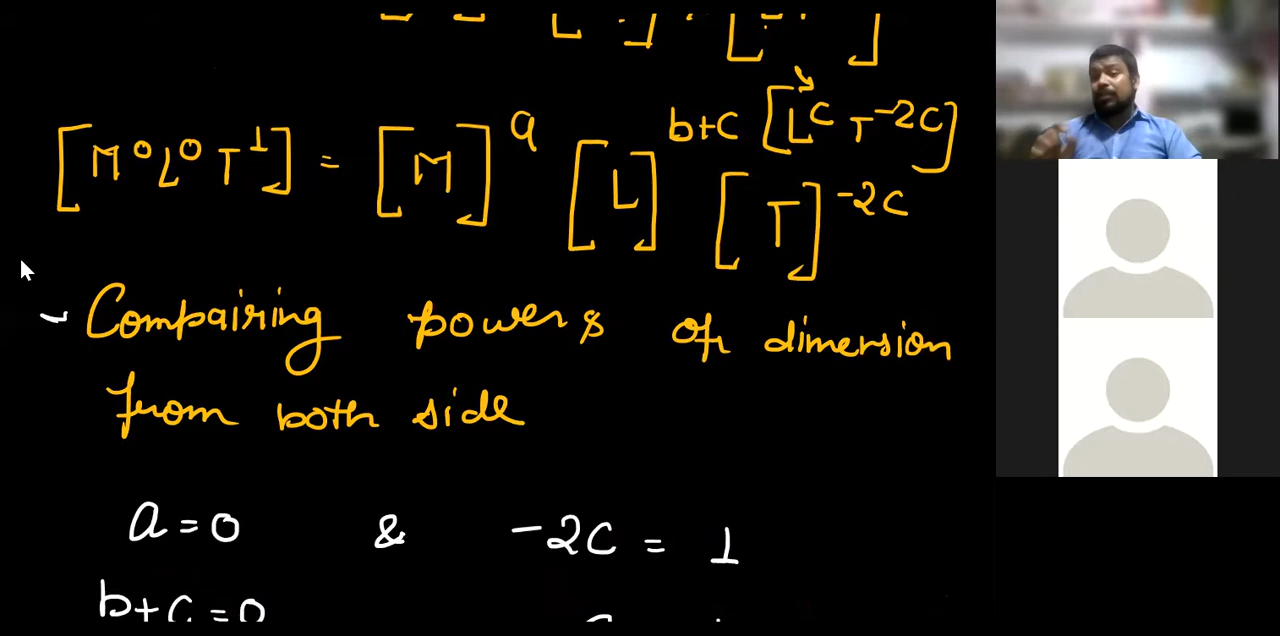 [M⁰L⁰T¹] = [M]ᵃ [L]ᵇ⁺ᶜ [T]⁻²ᶜ [Lᶜ T⁻²ᶜ]
- Compairing powers of dimension
from both side
a = 0 & -2C = 1
b+c = 0